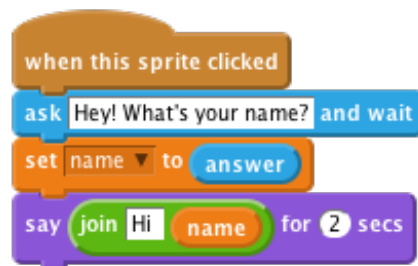 when this sprite clicked
ask Hey! What's your name? and wait
set name to answer
say join Hi name for 2 secs